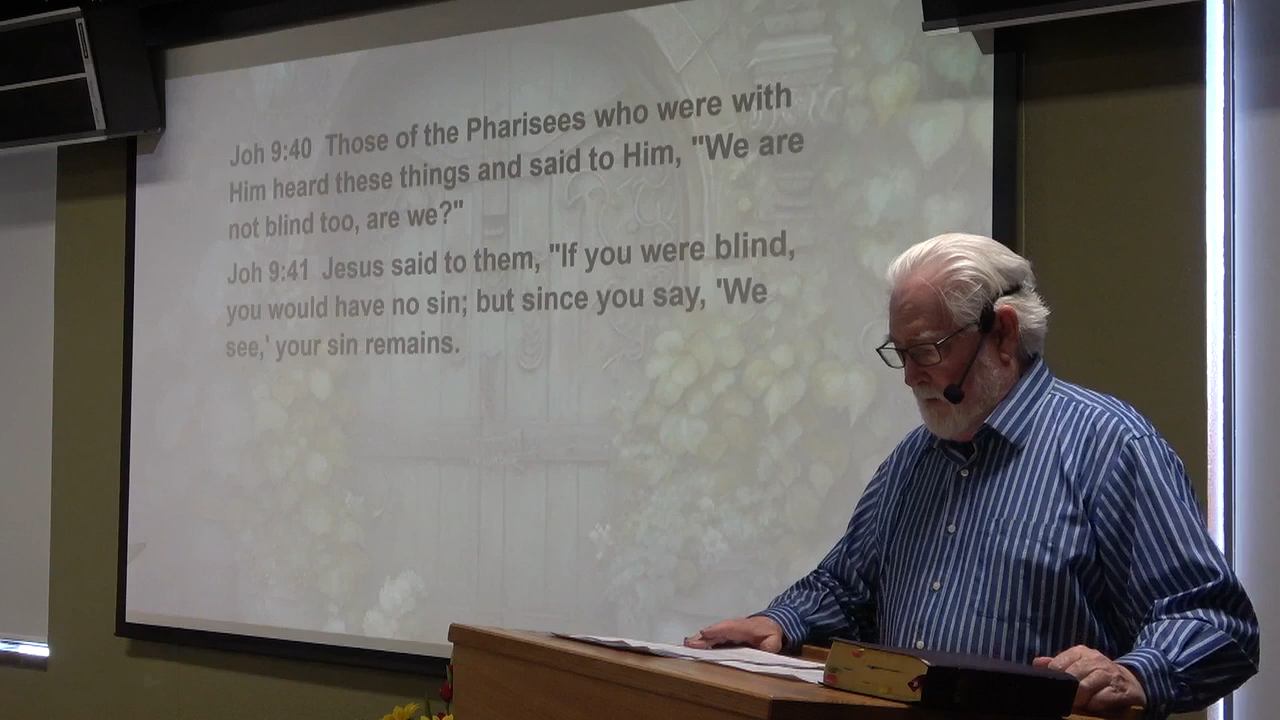 Joh 9:40 Those of the Pharisees who were with
Him heard these things and said to Him, "We are
not blind too, are we?"
Joh 9:41 Jesus said to them, "If you were blind,
you would have no sin; but since you say, 'We
see,' your sin remains.